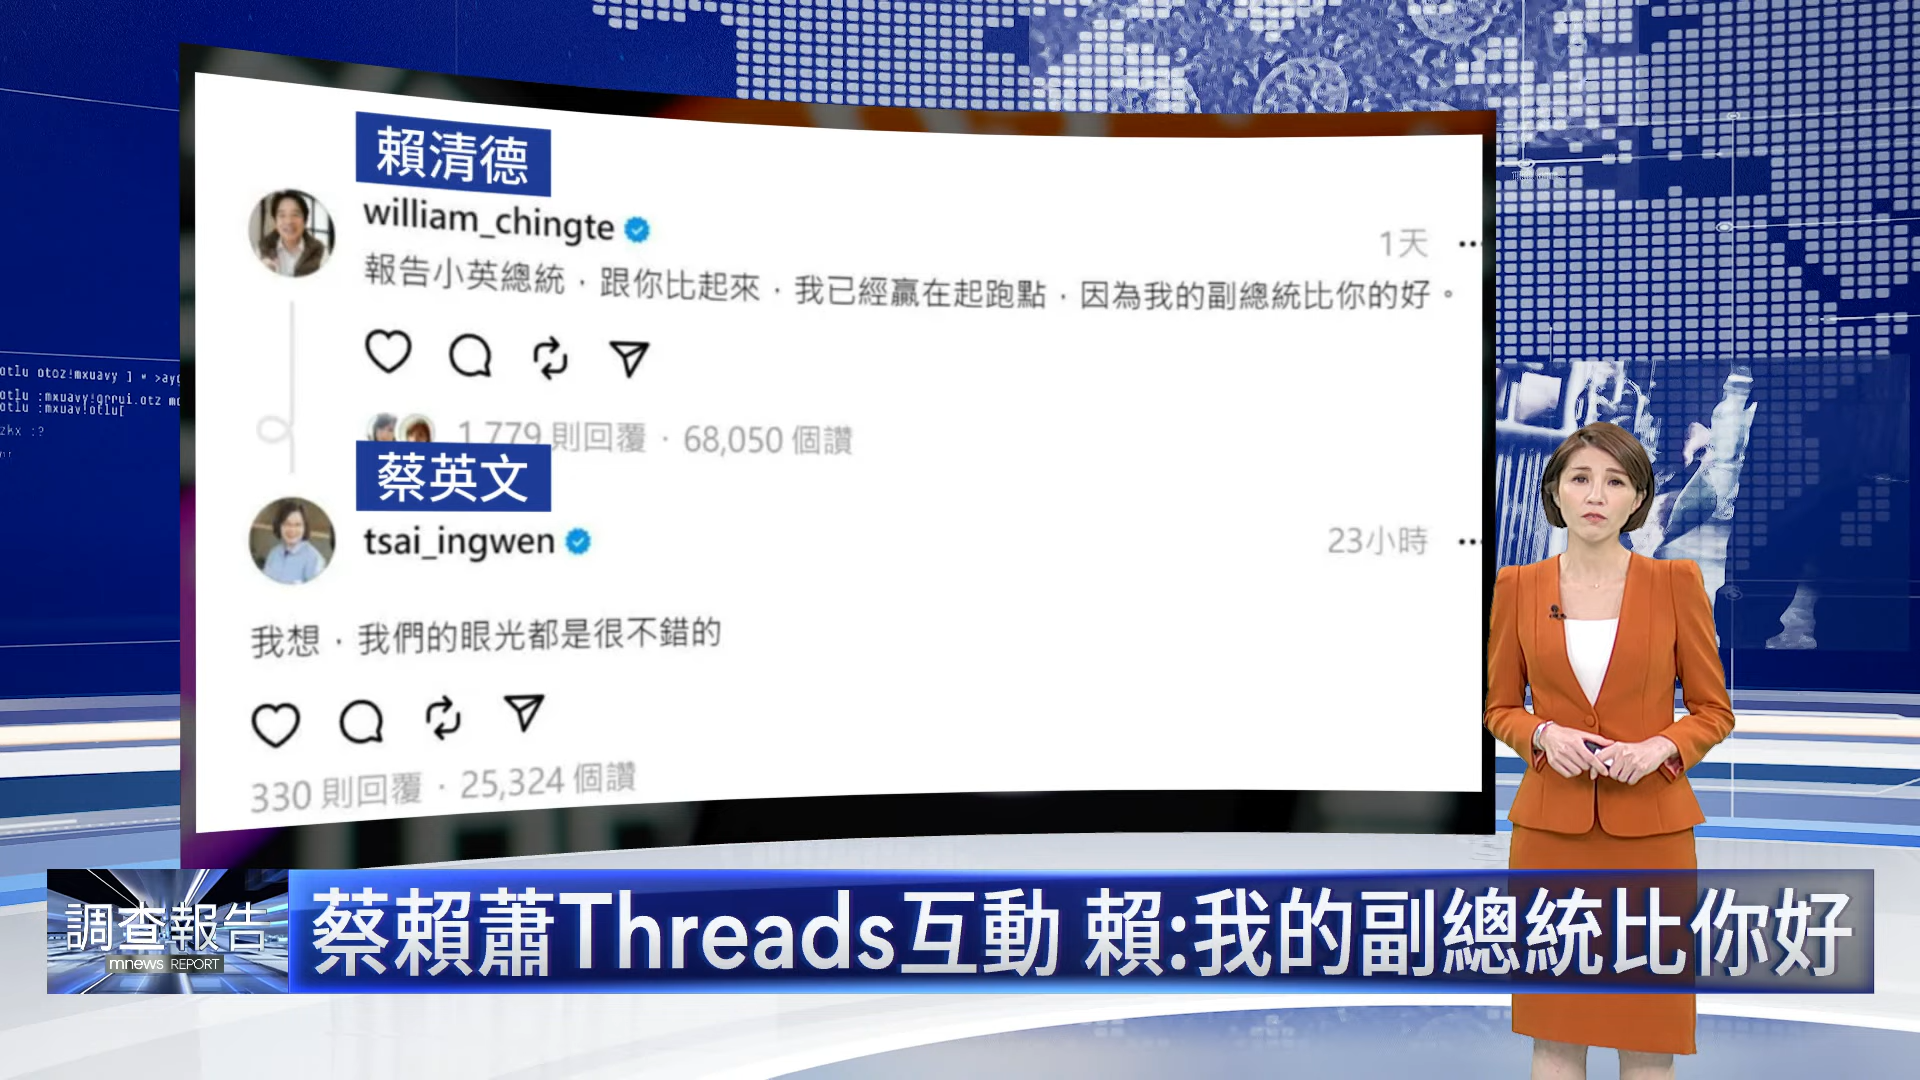 賴清德
william_chingte
1天
報告小英總統，跟你比起來，我已經贏在起跑點，因為我的副總統比你的好。
1,779 則回覆 · 68,050 個讚
蔡英文
tsai_ingwen
23小時
我想，我們的眼光都是很不錯的
330 則回覆 · 25,324 個讚
調查報告
mnews REPORT
蔡賴蕭Threads互動 賴:我的副總統比你好